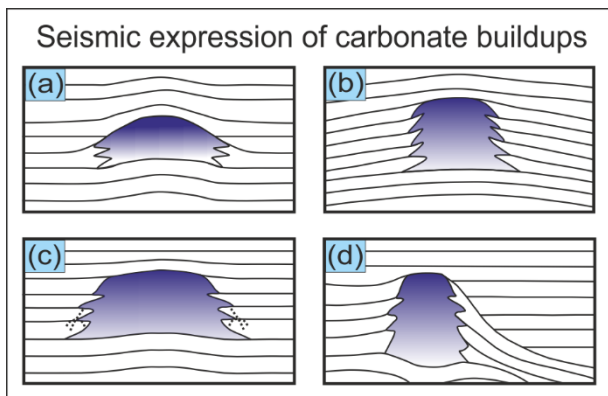 Seismic expression of carbonate buildups
(a)
(b)
(c)
(d)